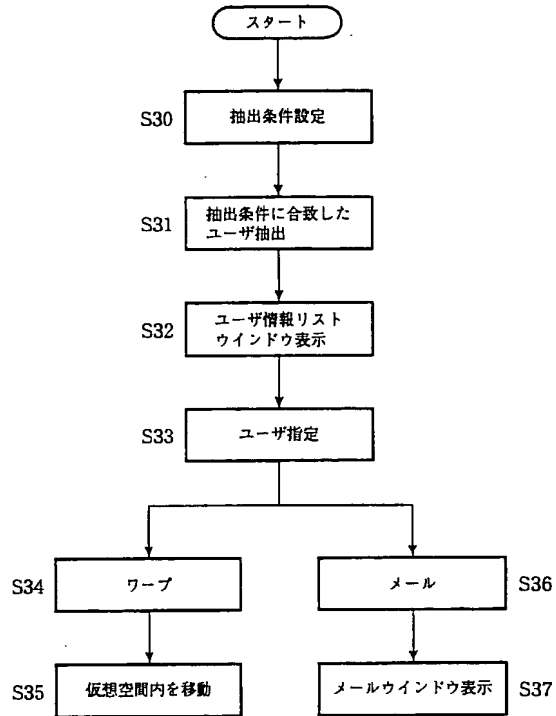 スタート
S30
抽出条件設定
S31
抽出条件に合致した
ユーザ抽出
S32
ユーザ情報リスト
ウインドウ表示
S33
ユーザ指定
S34
ワープ
メール
S36
S35
仮想空間内を移動
メールウインドウ表示
S37